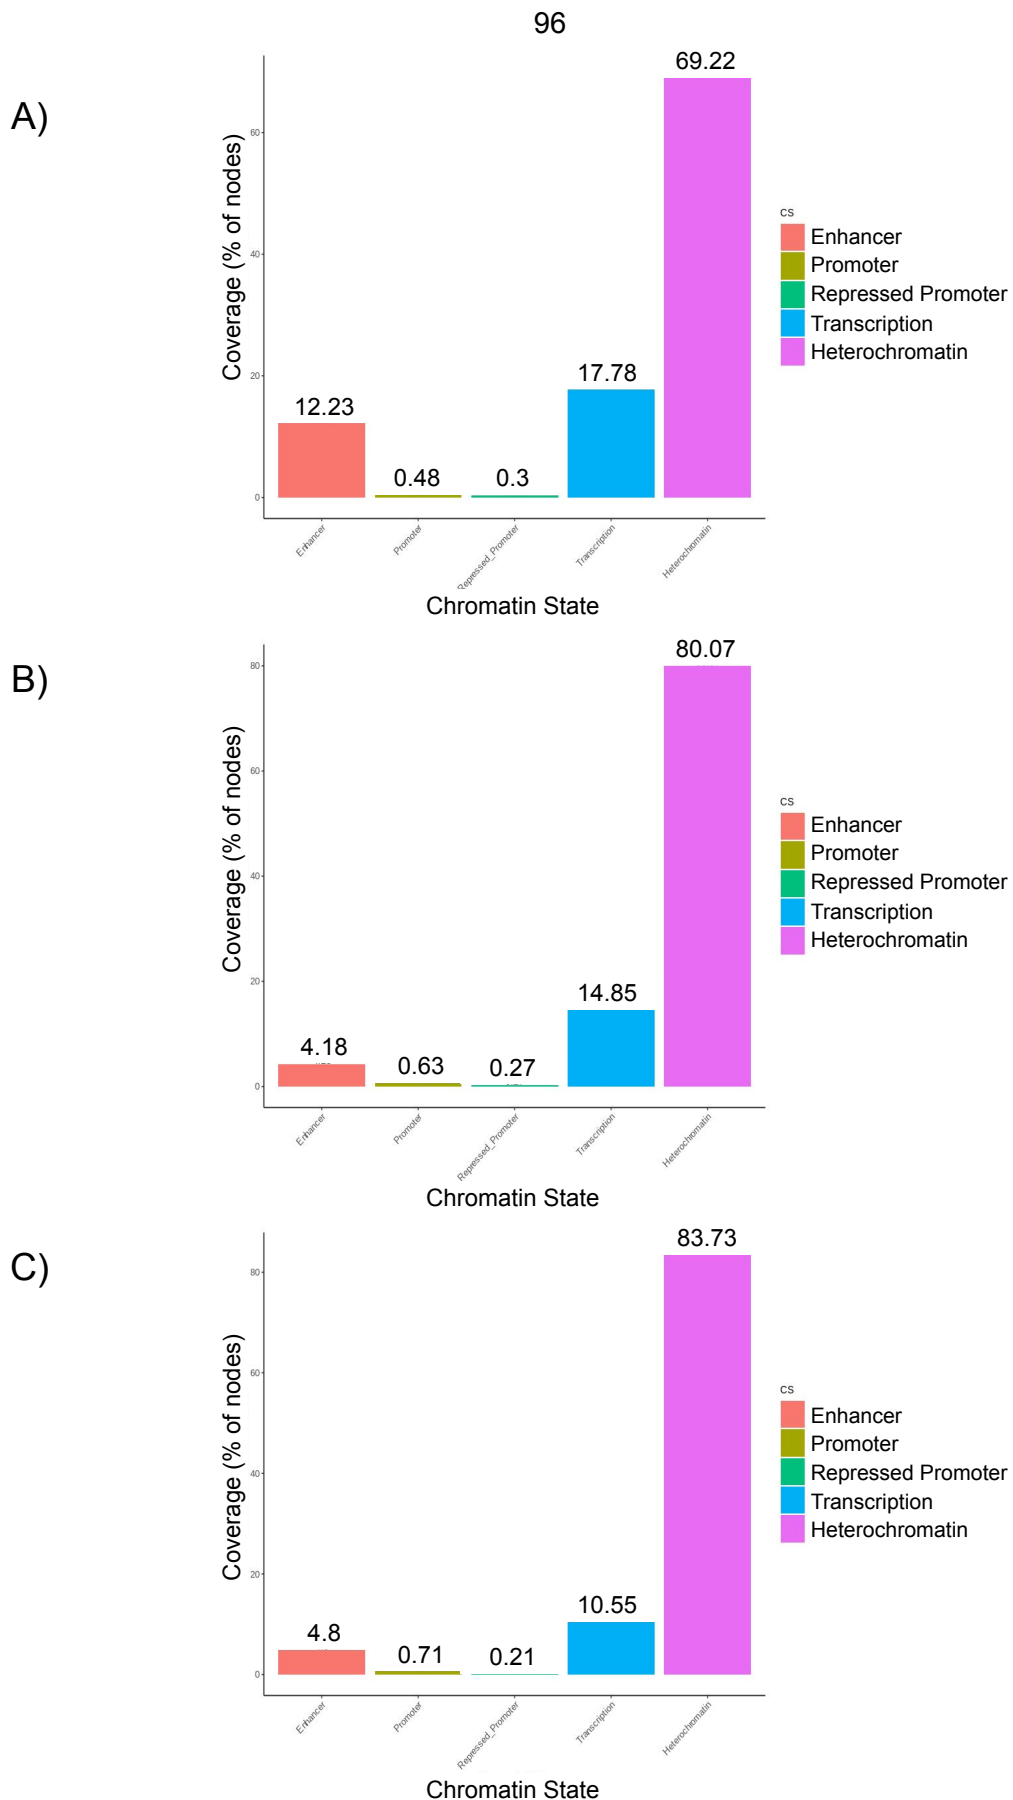 96
A)
69.22
60
40
20
0
Coverage (% of nodes)
12.23
0.48
0.3
17.78
Enhancer
Promoter
Repressed_Promoter
Transcription
Heterochromatin
Chromatin State
cs
Enhancer
Promoter
Repressed Promoter
Transcription
Heterochromatin
B)
80.07
80
60
40
20
0
Coverage (% of nodes)
4.18
0.63
0.27
14.85
Enhancer
Promoter
Repressed_Promoter
Transcription
Heterochromatin
Chromatin State
cs
Enhancer
Promoter
Repressed Promoter
Transcription
Heterochromatin
C)
83.73
80
60
40
20
0
Coverage (% of nodes)
4.8
0.71
0.21
10.55
Enhancer
Promoter
Repressed_Promoter
Transcription
Heterochromatin
Chromatin State
cs
Enhancer
Promoter
Repressed Promoter
Transcription
Heterochromatin